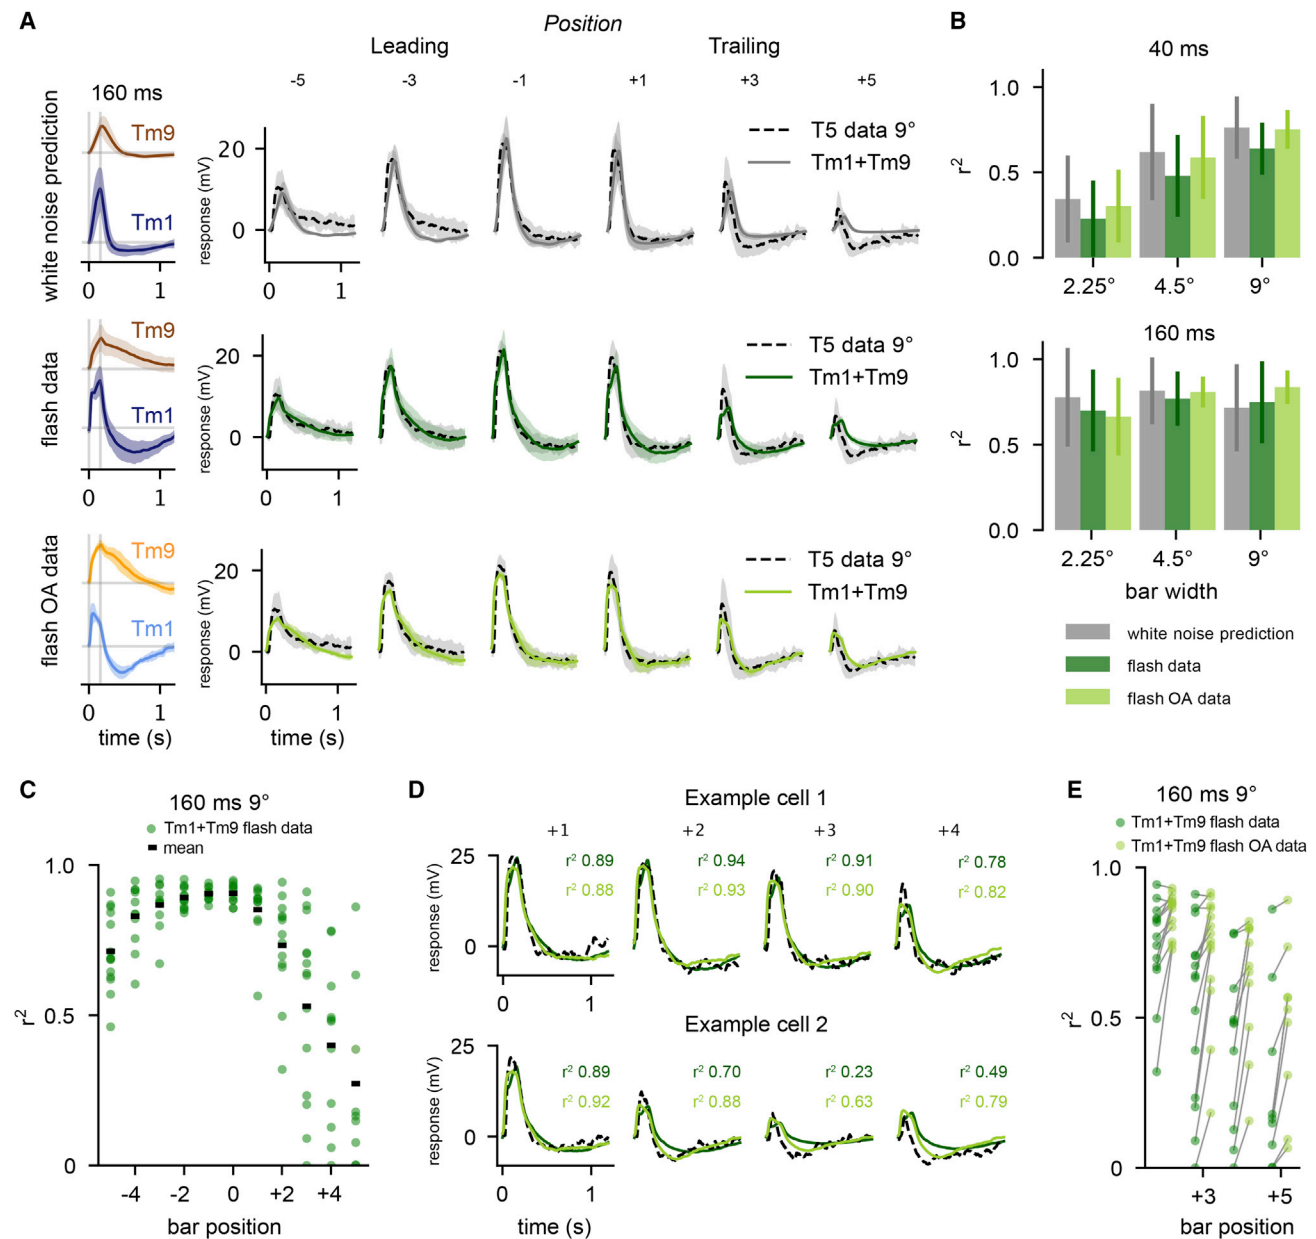 A
Position
Leading
Trailing
-5
-3
-1
+1
+3
+5
160 ms
white noise prediction
Tm9
Tm1
0
1
response (mV)
20
0
0
1
T5 data 9°
Tm1+Tm9
flash data
Tm9
Tm1
0
1
response (mV)
20
0
0
1
T5 data 9°
Tm1+Tm9
flash OA data
Tm9
Tm1
0
1
time (s)
response (mV)
20
0
0
1
time (s)
T5 data 9°
Tm1+Tm9
B
40 ms
r²
1.0
0.5
0.0
2.25°
4.5°
9°
160 ms
r²
1.0
0.5
0.0
2.25°
4.5°
9°
bar width
white noise prediction
flash data
flash OA data
C
160 ms 9°
Tm1+Tm9 flash data
mean
r²
1.0
0.5
0
-4
-2
0
+2
+4
bar position
D
Example cell 1
+1
+2
+3
+4
response (mV)
25
0
r² 0.89
r² 0.88
r² 0.94
r² 0.93
r² 0.91
r² 0.90
r² 0.78
r² 0.82
0
1
Example cell 2
response (mV)
25
0
r² 0.89
r² 0.92
r² 0.70
r² 0.88
r² 0.23
r² 0.63
r² 0.49
r² 0.79
0
1
time (s)
E
160 ms 9°
Tm1+Tm9 flash data
Tm1+Tm9 flash OA data
r²
1.0
0.5
0
+3
+5
bar position